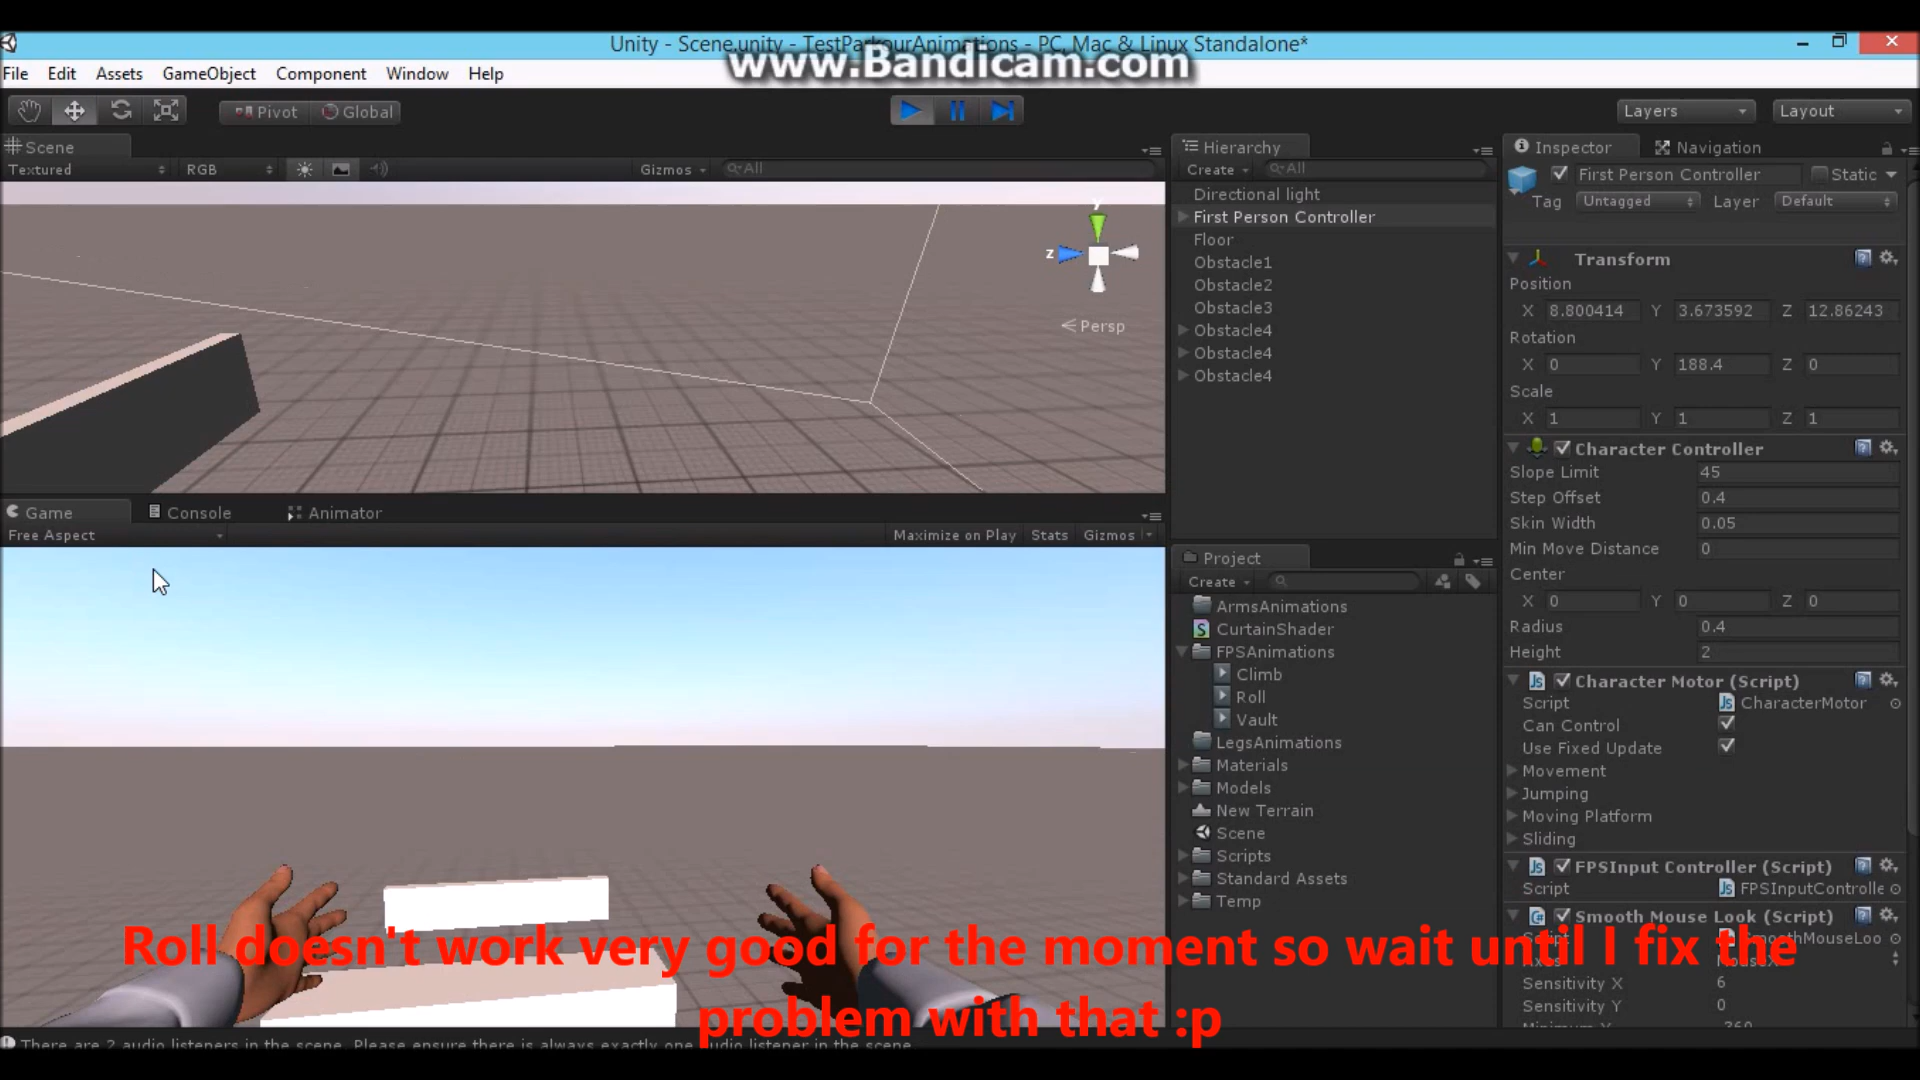 Unity - Scene.unity - TestParkourAnimations - PC, Mac & Linux Standalone*
www.Bandicam.com
File Edit Assets GameObject Component Window Help
Pivot Global Layers Layout
Scene
Textured RGB Gizmos All
y
z
Persp
Game Console Animator
Free Aspect Maximize on Play Stats Gizmos
Hierarchy
Create All
Directional light
First Person Controller
Floor
Obstacle1
Obstacle2
Obstacle3
Obstacle4
Obstacle4
Obstacle4
Project
Create
ArmsAnimations
CurtainShader
FPSAnimations
Climb
Roll
Vault
LegsAnimations
Materials
Models
New Terrain
Scene
Scripts
Standard Assets
Temp
Inspector Navigation
First Person Controller Static
Tag Untagged Layer Default
Transform
Position
X 8.800414 Y 3.673592 Z 12.86243
Rotation
X 0 Y 188.4 Z 0
Scale
X 1 Y 1 Z 1
Character Controller
Slope Limit 45
Step Offset 0.4
Skin Width 0.05
Min Move Distance 0
Center
X 0 Y 0 Z 0
Radius 0.4
Height 2
Character Motor (Script)
Script CharacterMotor
Can Control
Use Fixed Update
Movement
Jumping
Moving Platform
Sliding
FPSInput Controller (Script)
Script FPSInputControlle
Smooth Mouse Look (Script)
Sensitivity X 6
Sensitivity Y 0
Roll doesn't work very good for the moment so wait until I fix the
problem with that :p
There are 2 audio listeners in the scene. Please ensure there is always exactly one audio listener in the scene.